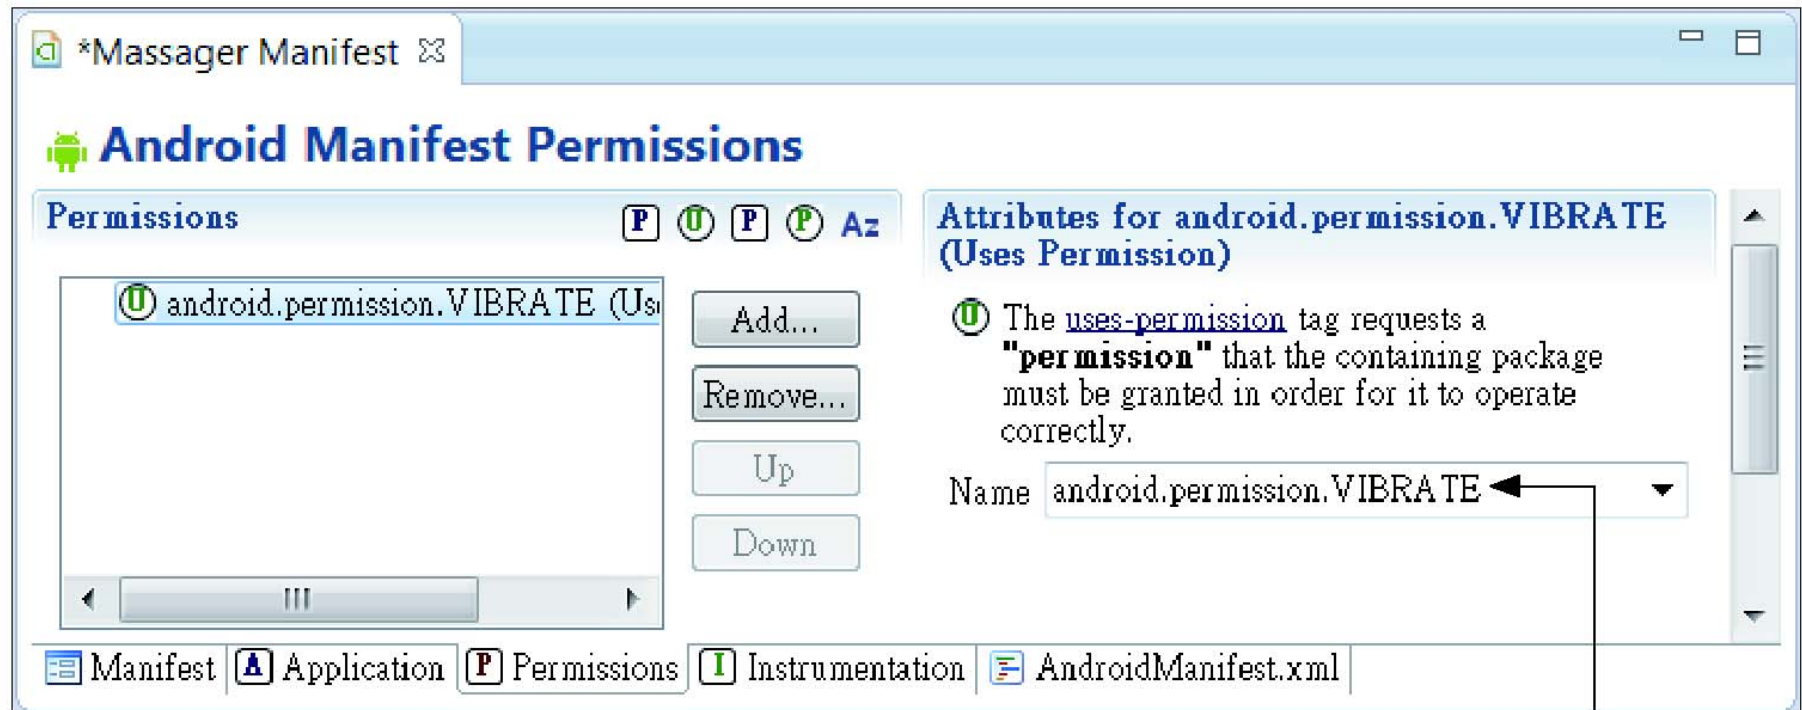 *Massager Manifest
Android Manifest Permissions
Permissions
P U P P Az
U android.permission.VIBRATE (Us
Add...
Remove...
Up
Down
Attributes for android.permission.VIBRATE
(Uses Permission)
U The uses-permission tag requests a
"permission" that the containing package
must be granted in order for it to operate
correctly.
Name android.permission.VIBRATE
Manifest A Application P Permissions I Instrumentation AndroidManifest.xml